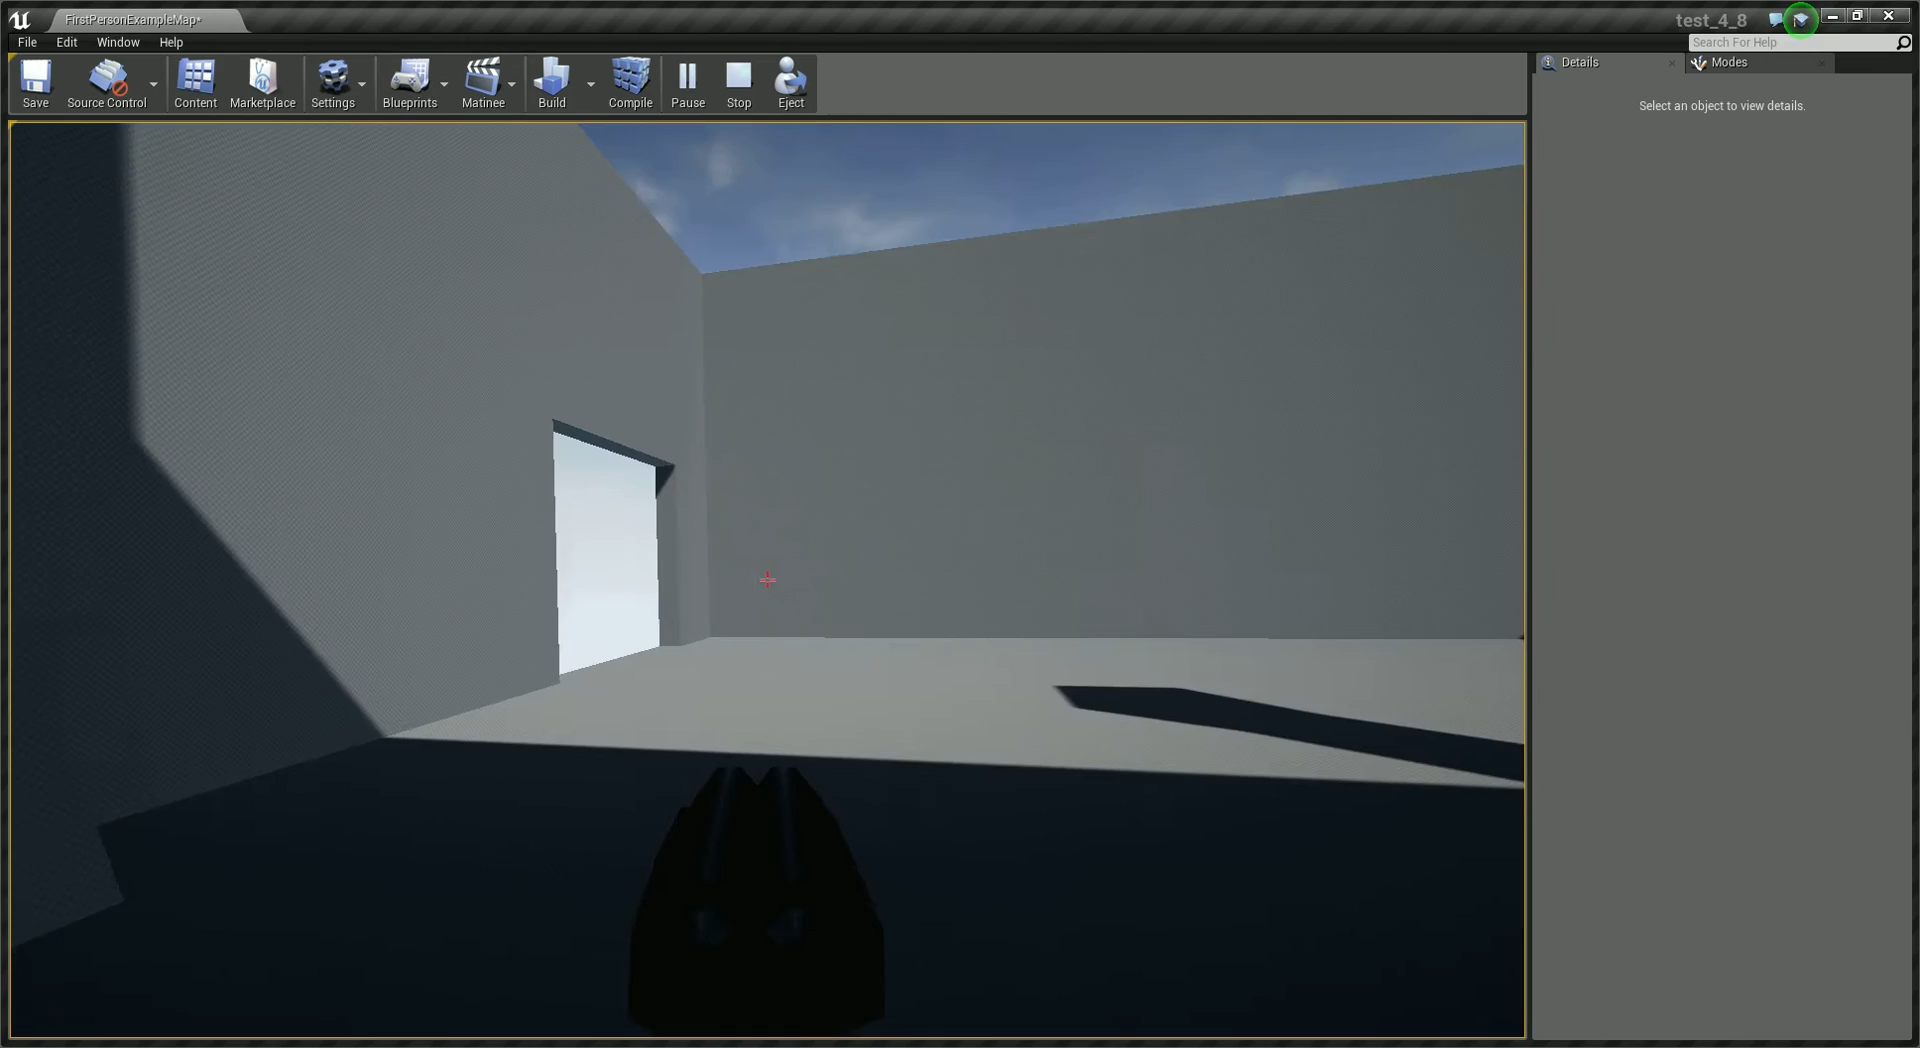 FirstPersonExampleMap*
test_4_8
File Edit Window Help
Search For Help
Save Source Control Content Marketplace Settings Blueprints Matinee Build Compile Pause Stop Eject
Details Modes
Select an object to view details.